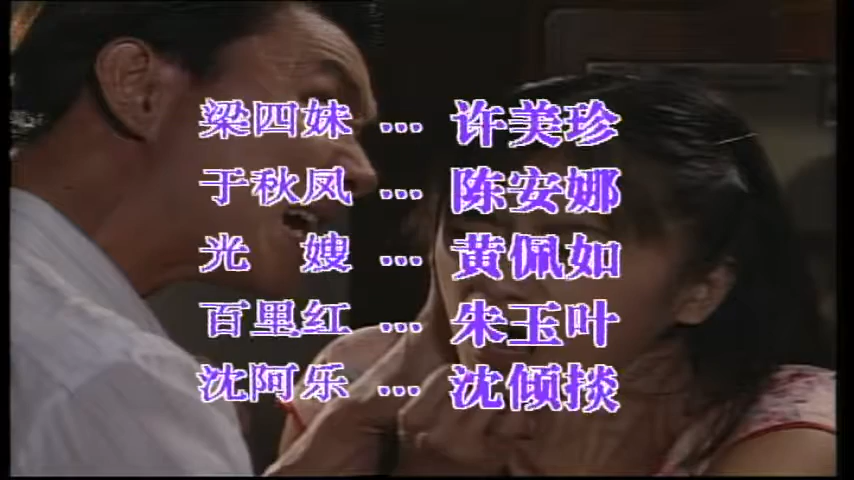 梁四妹 ... 许美珍
于秋凤 ... 陈安娜
光 嫂 ... 黄佩如
百里红 ... 朱玉叶
沈阿乐 ... 沈倾掞